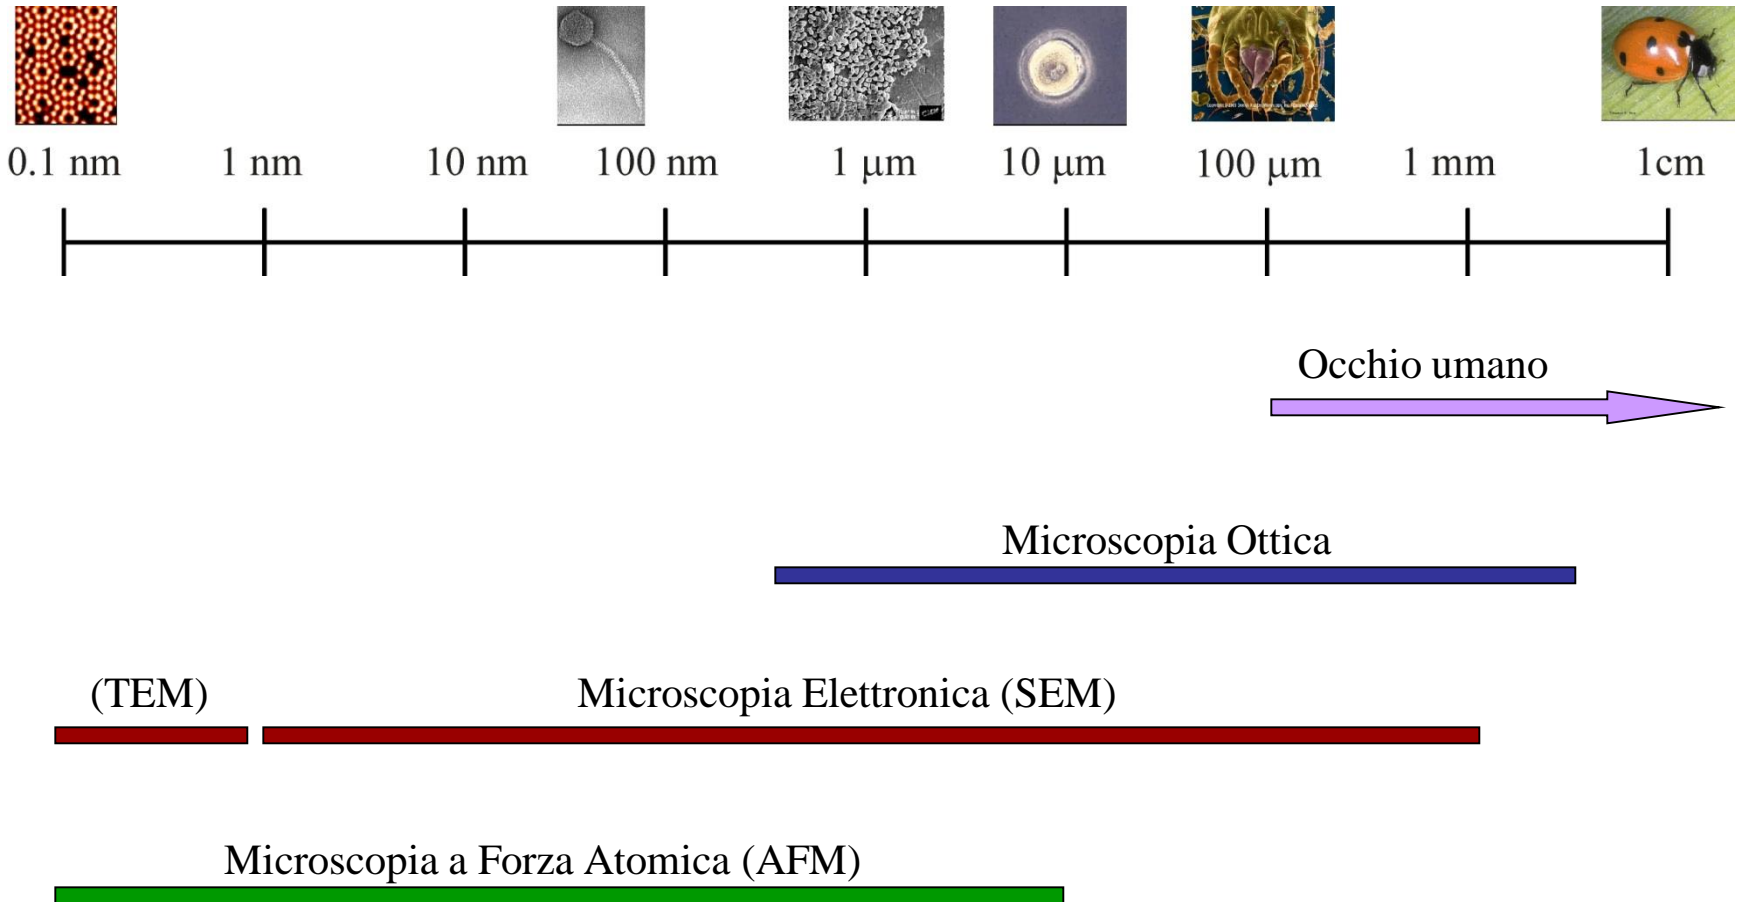 0.1 nm 1 nm 10 nm 100 nm 1 μm 10 μm 100 μm 1 mm 1cm
Occhio umano
Microscopia Ottica
(TEM) Microscopia Elettronica (SEM)
Microscopia a Forza Atomica (AFM)